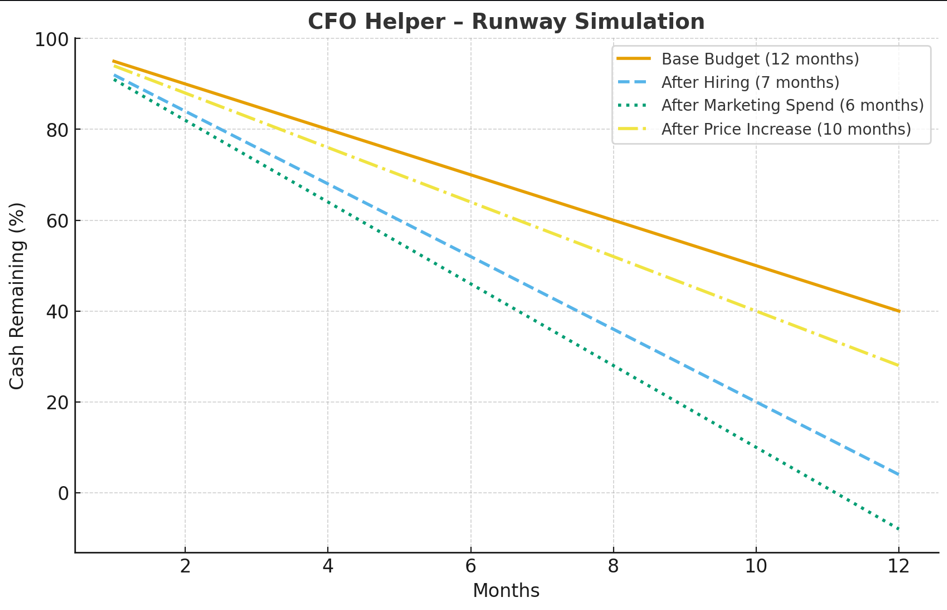 CFO Helper – Runway Simulation
Base Budget (12 months)
After Hiring (7 months)
After Marketing Spend (6 months)
After Price Increase (10 months)
Cash Remaining (%)
100
80
60
40
20
0
2 4 6 8 10 12
Months